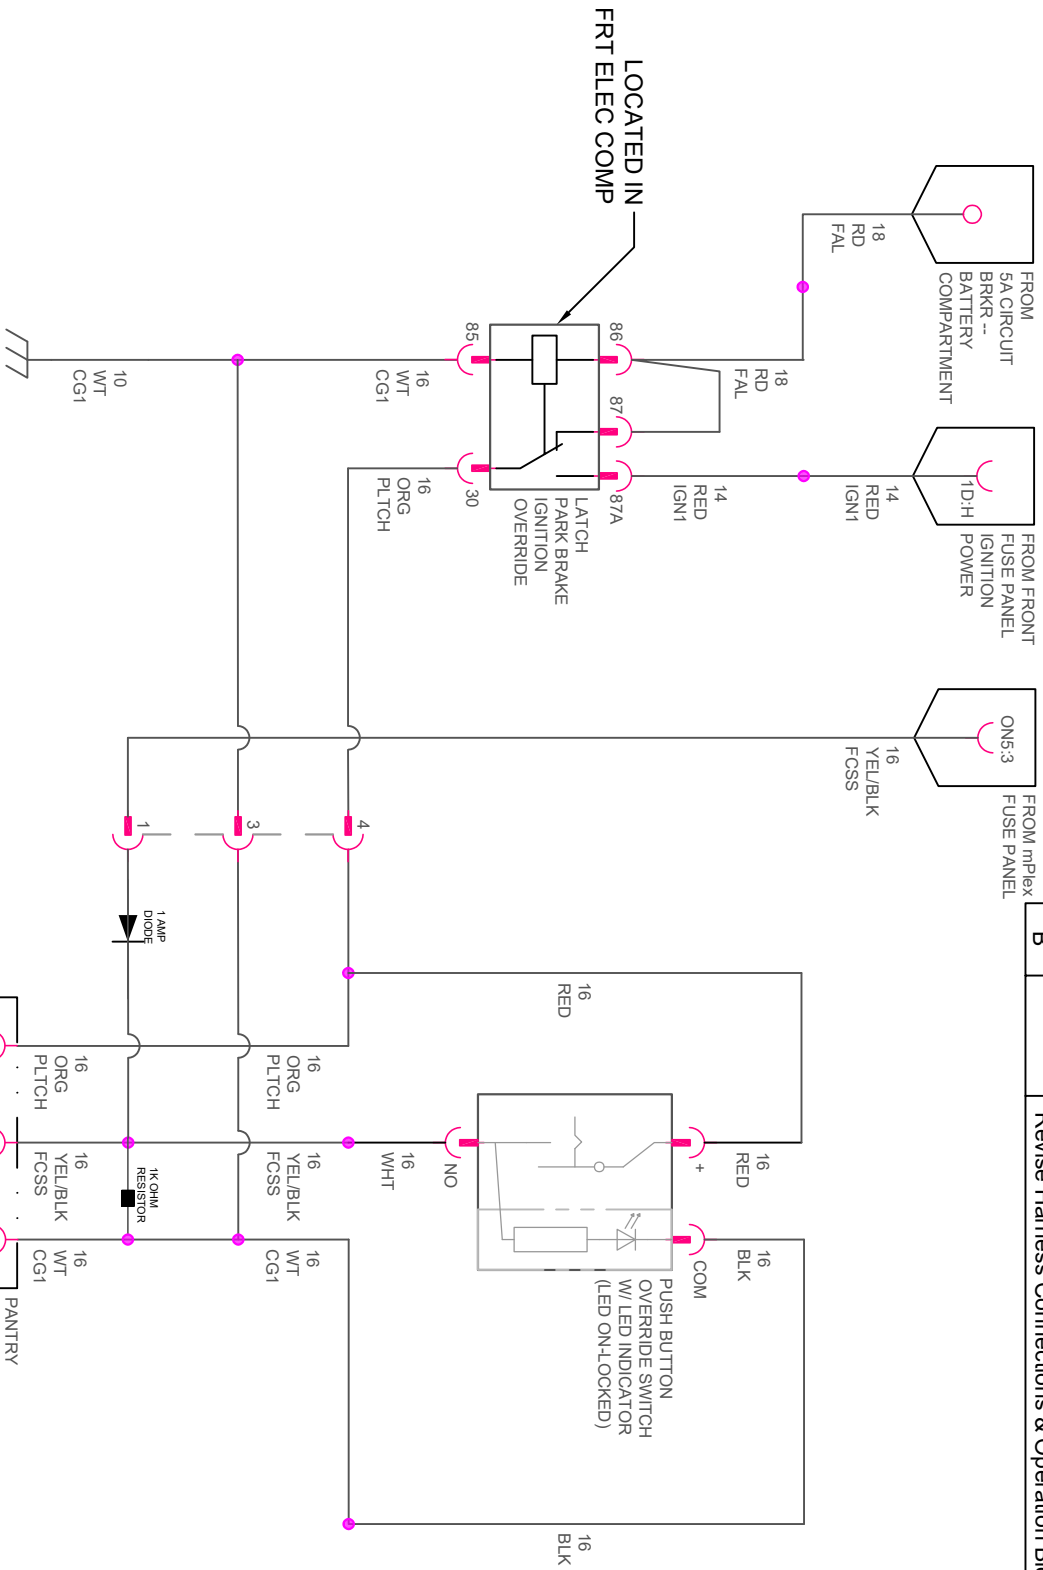 LOCATED IN
FRT ELEC COMP
FROM
5A CIRCUIT
BRKR --
BATTERY
COMPARTMENT
18
RD
FAL
FROM FRONT
FUSE PANEL
IGNITION
POWER
1D:H
14
RED
IGN1
FROM mPlex
FUSE PANEL
ON5:3
16
YEL/BLK
FCSS
B
Revise Harness Connections & Operation
18
RD
FAL
14
RED
IGN1
86
87
87A
85
30
LATCH
PARK BRAKE
IGNITION
OVERRIDE
16
WT
CG1
16
ORG
PLTCH
10
WT
CG1
4
3
1
1 AMP
DIODE
16
RED
16
RED
16
BLK
+
COM
NO
PUSH BUTTON
OVERRIDE SWITCH
W/ LED INDICATOR
(LED ON-LOCKED)
16
WHT
16
BLK
16
ORG
PLTCH
16
YEL/BLK
FCSS
16
WT
CG1
1K OHM
RESISTOR
16
ORG
PLTCH
16
YEL/BLK
FCSS
16
WT
CG1
PANTRY